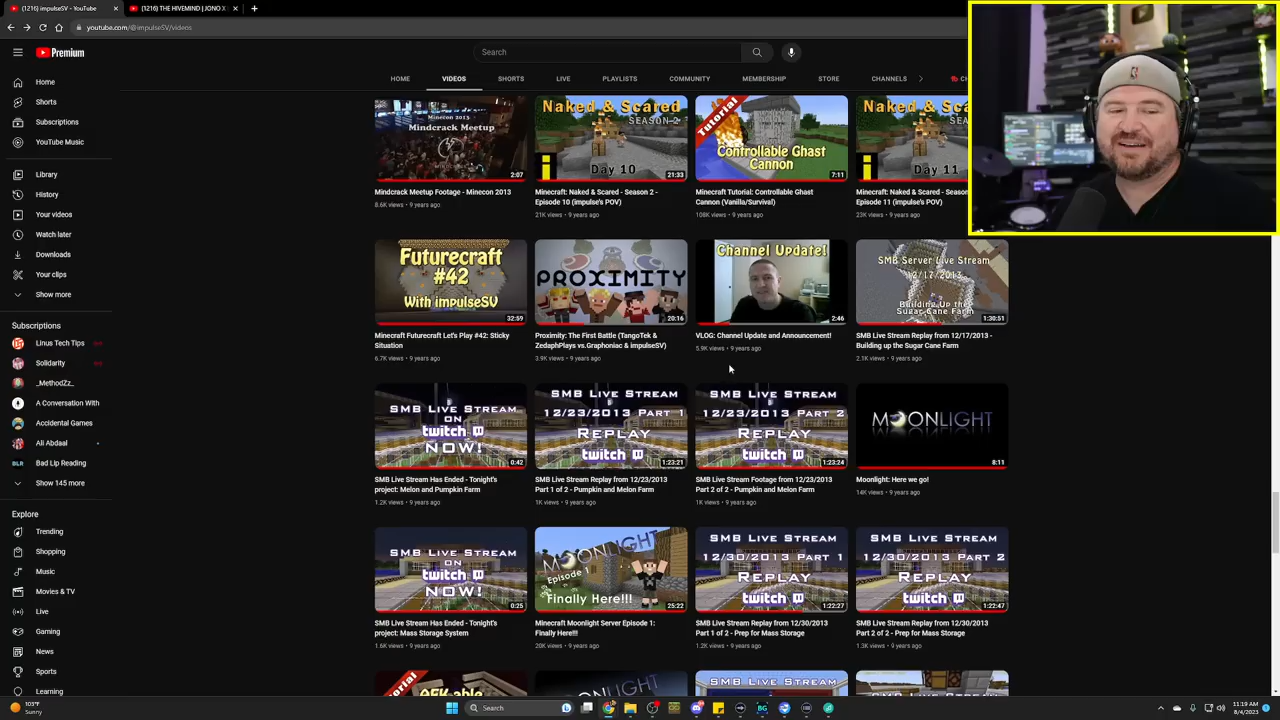 (1216) impulseSV - YouTube
(1216) THE HIVEMIND | JONO X
youtube.com/@impulseSV/videos
Premium
Search
HOME
VIDEOS
SHORTS
LIVE
PLAYLISTS
COMMUNITY
MEMBERSHIP
STORE
CHANNELS
Home
Shorts
Subscriptions
YouTube Music
Library
History
Your videos
Watch later
Downloads
Your clips
Show more
Subscriptions
Linus Tech Tips
Solidarity
_MethodZz_
A Conversation With
Accidental Games
Ali Abdaal
Bad Lip Reading
Show 145 more
Explore
Trending
Shopping
Music
Movies & TV
Live
Gaming
News
Sports
Learning
Minecon 2013
Mindcrack
Meetup
2:07
Mindcrack Meetup Footage - Minecon 2013
8.6K views • 9 years ago
Naked & Scared
SEASON 2
Day 10
21:33
Minecraft: Naked & Scared - Season 2 -
Episode 10 (impulse's POV)
21K views • 9 years ago
Tutorial
Controllable Ghast
Cannon
7:11
Minecraft Tutorial: Controllable Ghast
Cannon (Vanilla/Survival)
108K views • 9 years ago
Naked & Scared
Day 11
Minecraft: Naked & Scared - Season
Episode 11 (impulse's POV)
23K views • 9 years ago
Futurecraft
#42
With impulseSV
32:59
Minecraft Futurecraft Let's Play #42: Sticky
Situation
6.7K views • 9 years ago
PROXIMITY
20:16
Proximity: The First Battle (TangoTek &
ZedaphPlays vs.Graphoniac & impulseSV)
3.9K views • 9 years ago
Channel Update!
2:46
VLOG: Channel Update and Announcement!
5.9K views • 9 years ago
SMB Server Live Stream
12/17/2013
Building Up the
Sugar Cane Farm
1:30:51
SMB Server Live Stream from 12/17/2013 -
Building up the Sugar Cane Farm
2.1K views • 9 years ago
SMB LIVE STREAM
ON
twitch
NOW!
0:42
SMB Live Stream Has Ended - Tonight's
project: Melon and Pumpkin Farm
1.2K views • 9 years ago
SMB LIVE STREAM
12/23/2013 PART 1
REPLAY
twitch
1:23:21
SMB Live Stream Replay from 12/23/2013
Part 1 of 2 - Pumpkin and Melon Farm
1K views • 9 years ago
SMB LIVE STREAM
12/23/2013 PART 2
REPLAY
twitch
1:23:24
SMB Live Stream Footage from 12/23/2013
Part 2 of 2 - Pumpkin and Melon Farm
1K views • 9 years ago
MOONLIGHT
8:11
Moonlight: Here we go!
14K views • 9 years ago
SMB LIVE STREAM
ON
twitch
NOW!
0:25
SMB Live Stream Has Ended - Tonight's
project: Mass Storage System
1.6K views • 9 years ago
MOONLIGHT
Episode 1
Finally Here!!!
25:22
Minecraft Moonlight Server Episode 1:
Finally Here!!!
20K views • 9 years ago
SMB LIVE STREAM
12/30/2013 PART 1
REPLAY
twitch
1:22:27
SMB Live Stream Replay from 12/30/2013
Part 1 of 2 - Prep for Mass Storage
1.2K views • 9 years ago
SMB LIVE STREAM
12/30/2013 PART 2
REPLAY
twitch
1:22:47
SMB Live Stream Replay from 12/30/2013
Part 2 of 2 - Prep for Mass Storage
1.3K views • 9 years ago
103°F
Sunny
Search
11:19 AM
8/4/2023